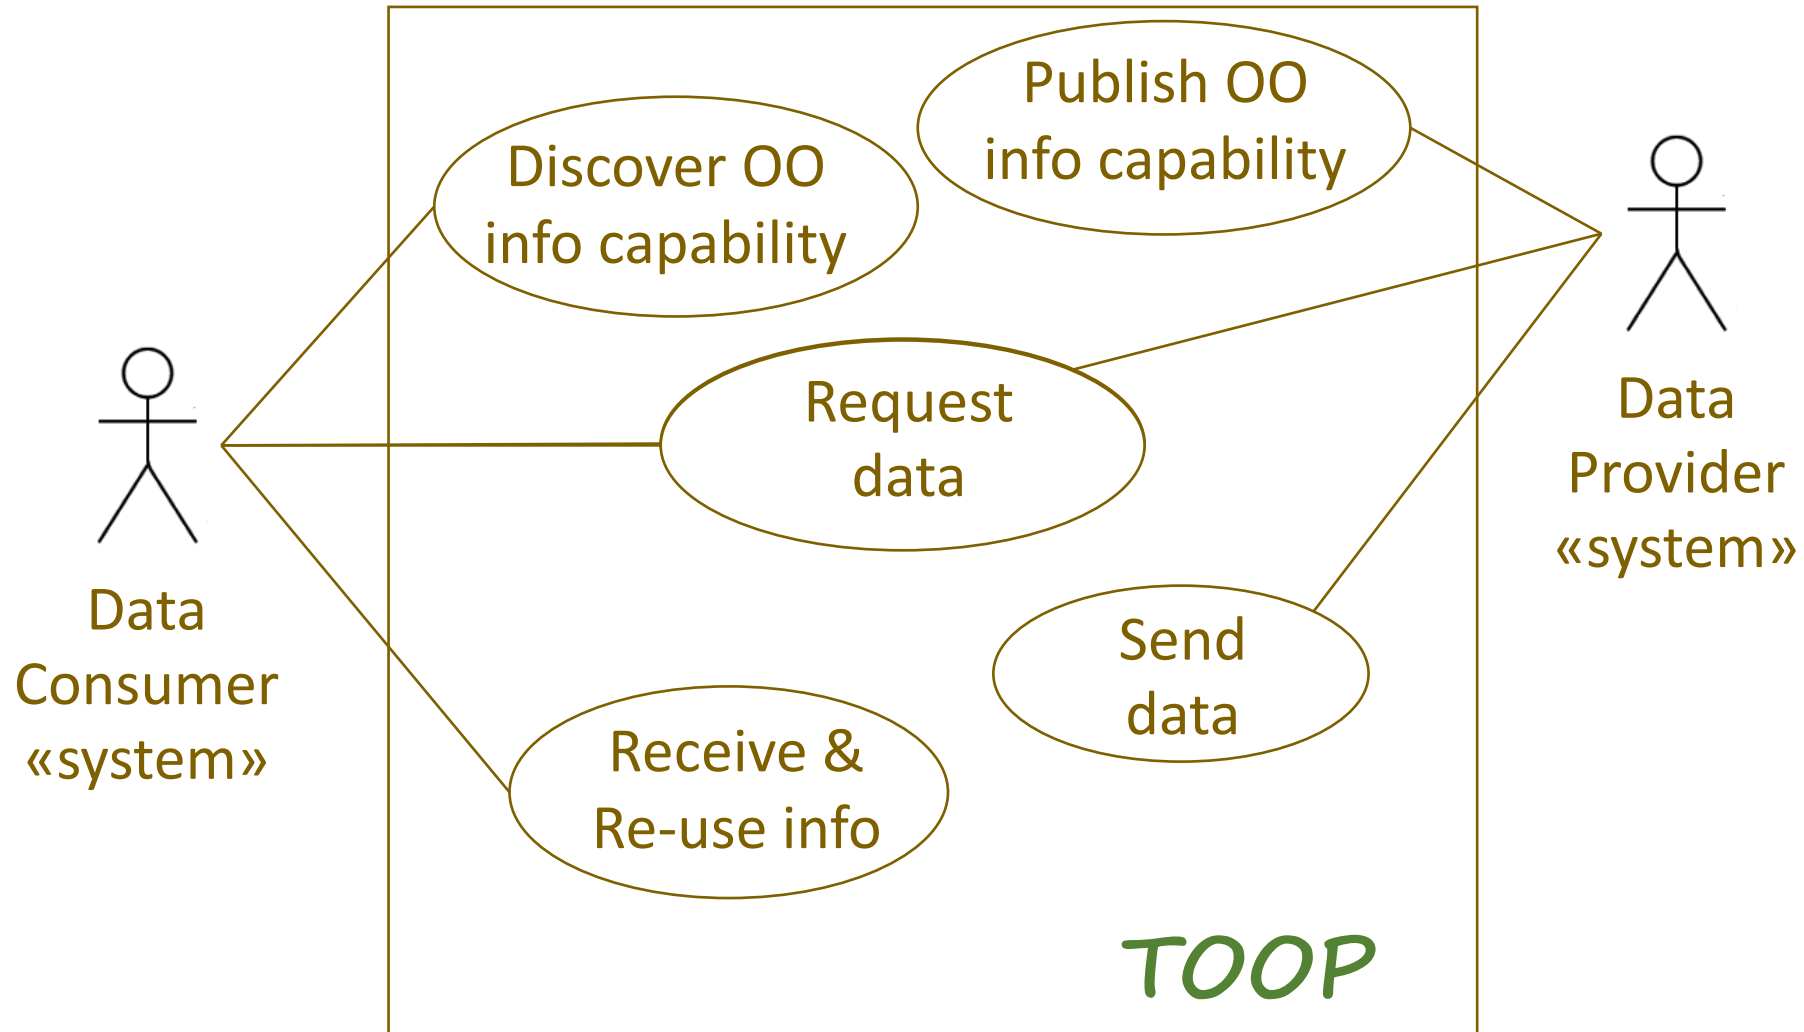 Publish OO
info capability
Discover OO
info capability
Request
data
Data
Provider
«system»
Data
Consumer
«system»
Send
data
Receive &
Re-use info
TOOP